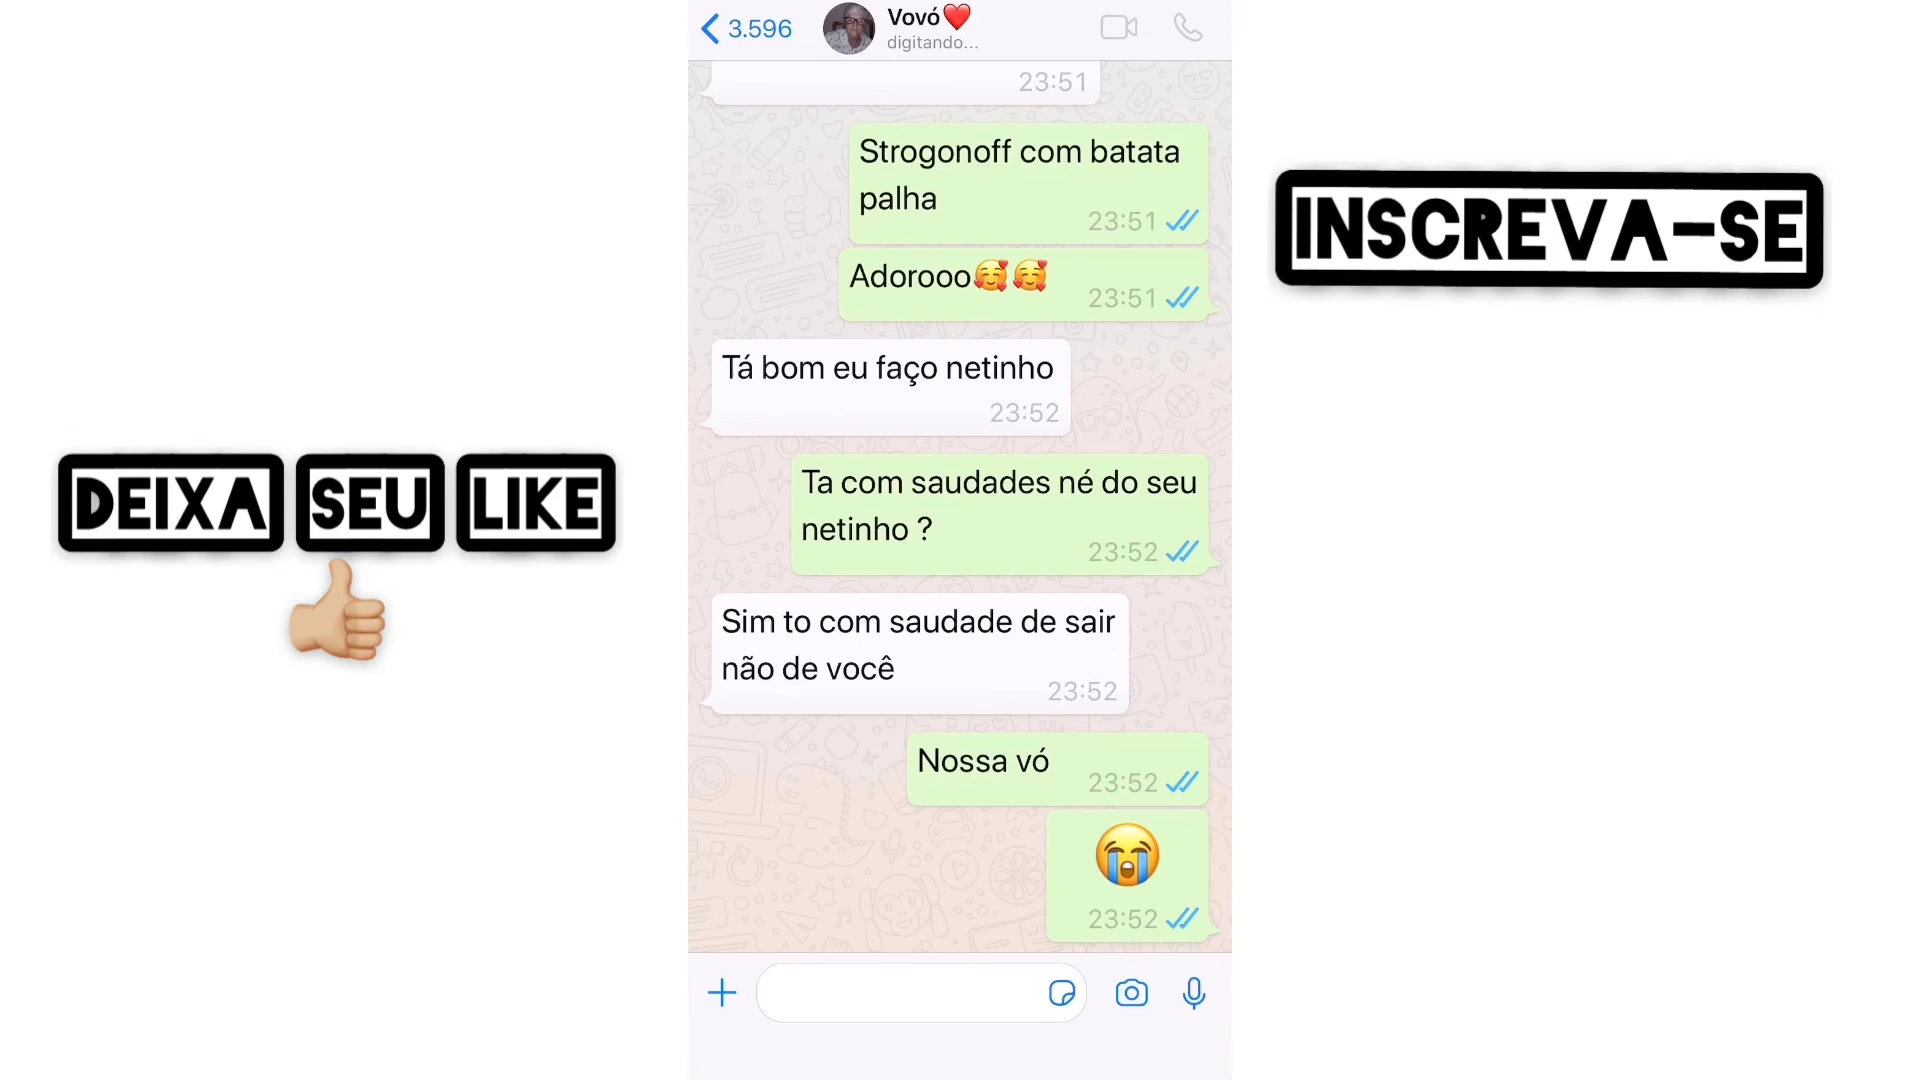 3.596
Vovó❤️
digitando...
23:51
Strogonoff com batata
palha
23:51
Adorooo🥰🥰
23:51
Tá bom eu faço netinho
23:52
Ta com saudades né do seu
netinho ?
23:52
Sim to com saudade de sair
não de você
23:52
Nossa vó
23:52
😭
23:52
DEIXA SEU LIKE
👍🏼
INSCREVA-SE